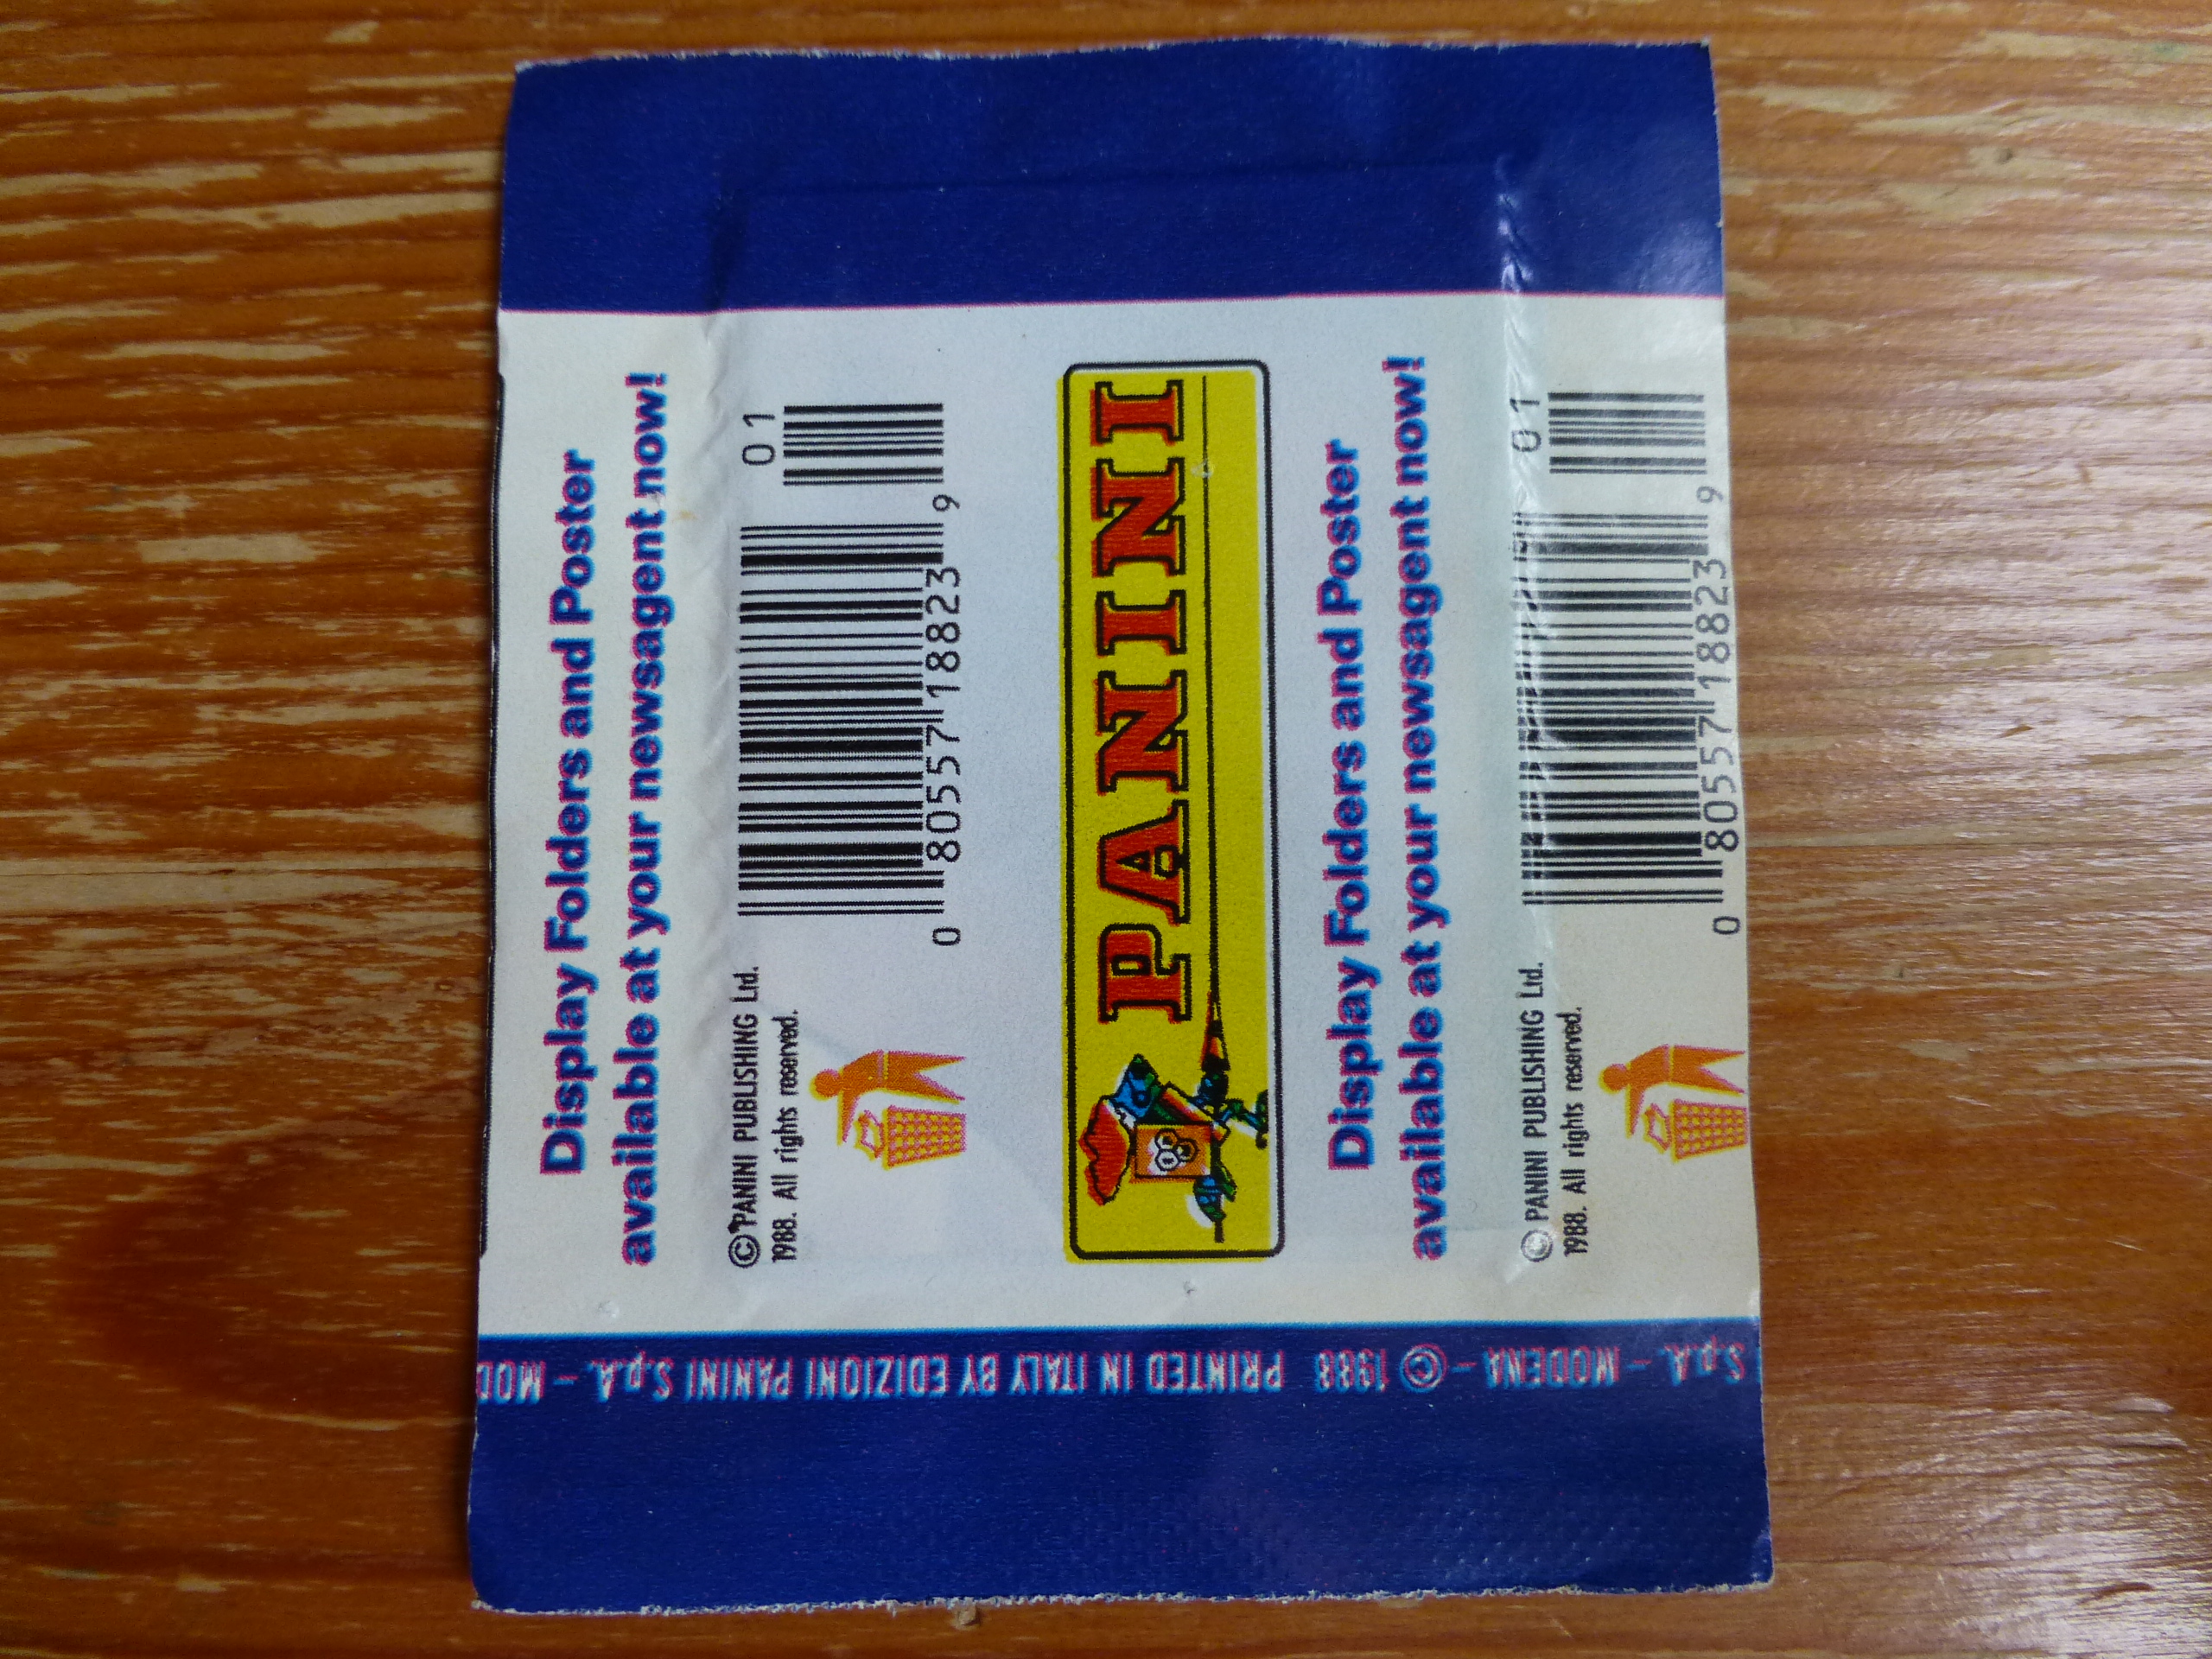 Display Folders and Poster
available at your newsagent now!
© PANINI PUBLISHING Ltd.
1988. All rights reserved.
01
0 80557 18823 9
PANINI
Display Folders and Poster
available at your newsagent now!
© PANINI PUBLISHING Ltd.
1988. All rights reserved.
01
0 80557 18823 9
S.p.A. – MODENA – © 1988 PRINTED IN ITALY BY EDIZIONI PANINI S.p.A. – MOD